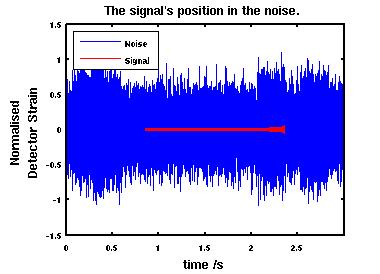 The signal's position in the noise.
Noise
Signal
Normalised
Detector Strain
1.5
1
0.5
0
-0.5
-1
-1.5
0 0.5 1 1.5 2 2.5
time /s